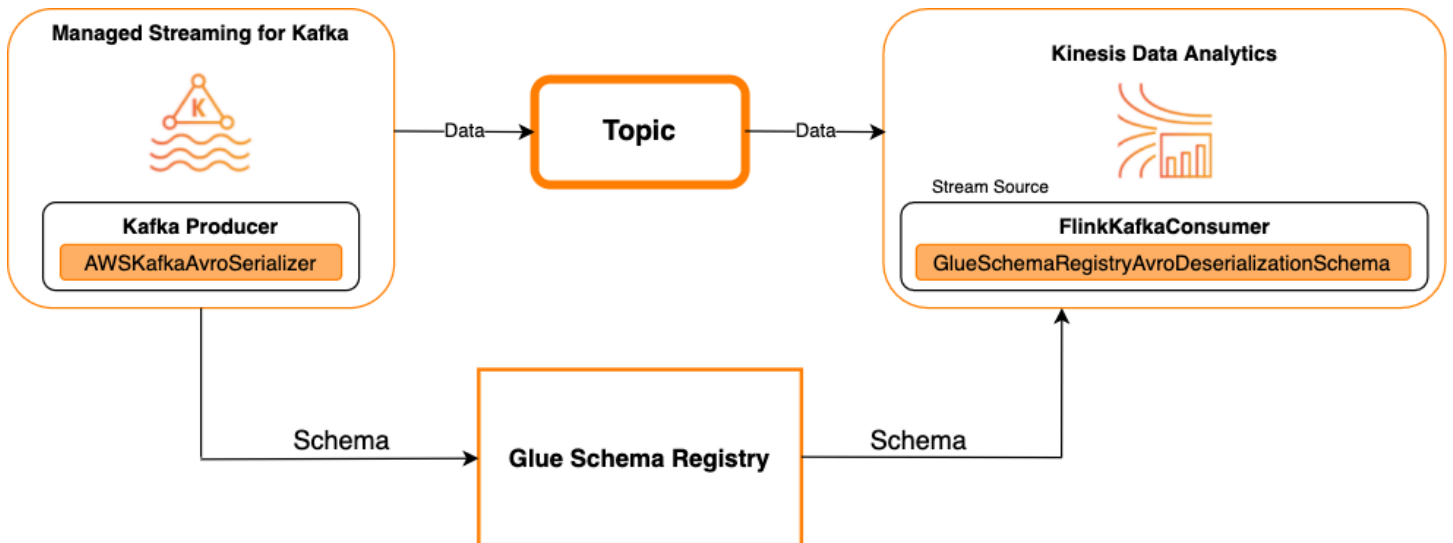 Managed Streaming for Kafka
K
Kafka Producer
AWSKafkaAvroSerializer
Data
Topic
Data
Kinesis Data Analytics
Stream Source
FlinkKafkaConsumer
GlueSchemaRegistryAvroDeserializationSchema
Schema
Glue Schema Registry
Schema